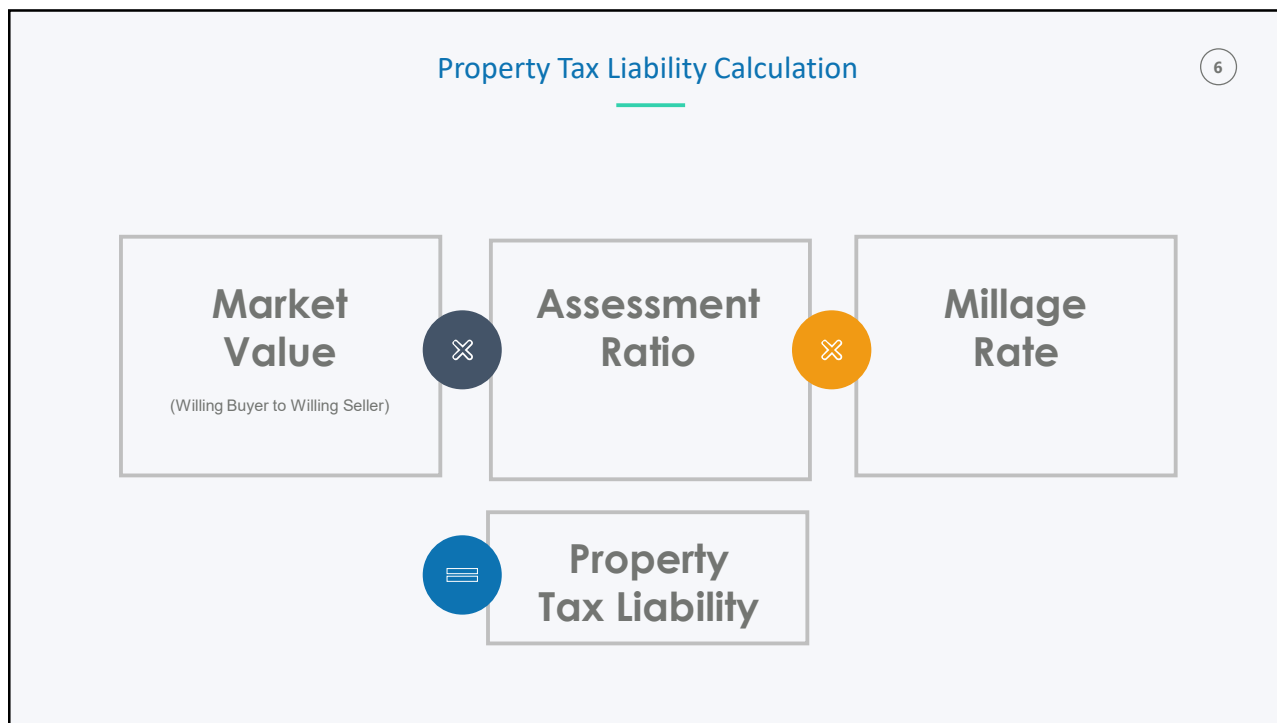 Property Tax Liability Calculation
6
Market
Value
(Willing Buyer to Willing Seller)
Assessment
Ratio
Millage
Rate
Property
Tax Liability